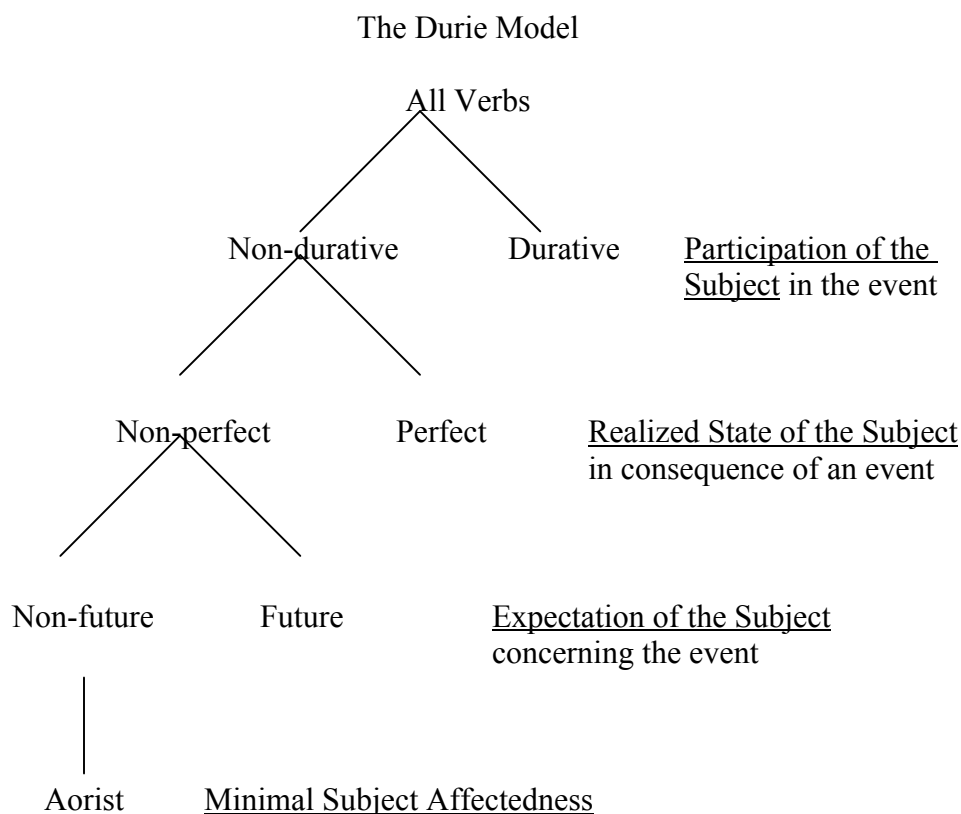 The Durie Model
All Verbs
Non-durative Durative Participation of the
Subject in the event
Non-perfect Perfect Realized State of the Subject
in consequence of an event
Non-future Future Expectation of the Subject
concerning the event
Aorist Minimal Subject Affectedness